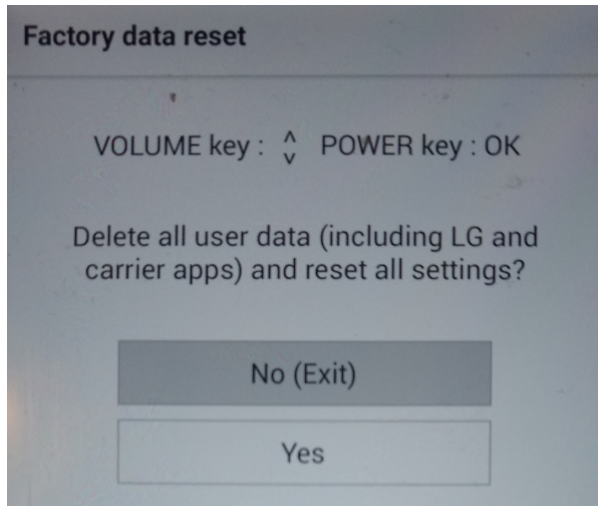 Factory data reset
VOLUME key : ^ v POWER key : OK
Delete all user data (including LG and
carrier apps) and reset all settings?
No (Exit)
Yes